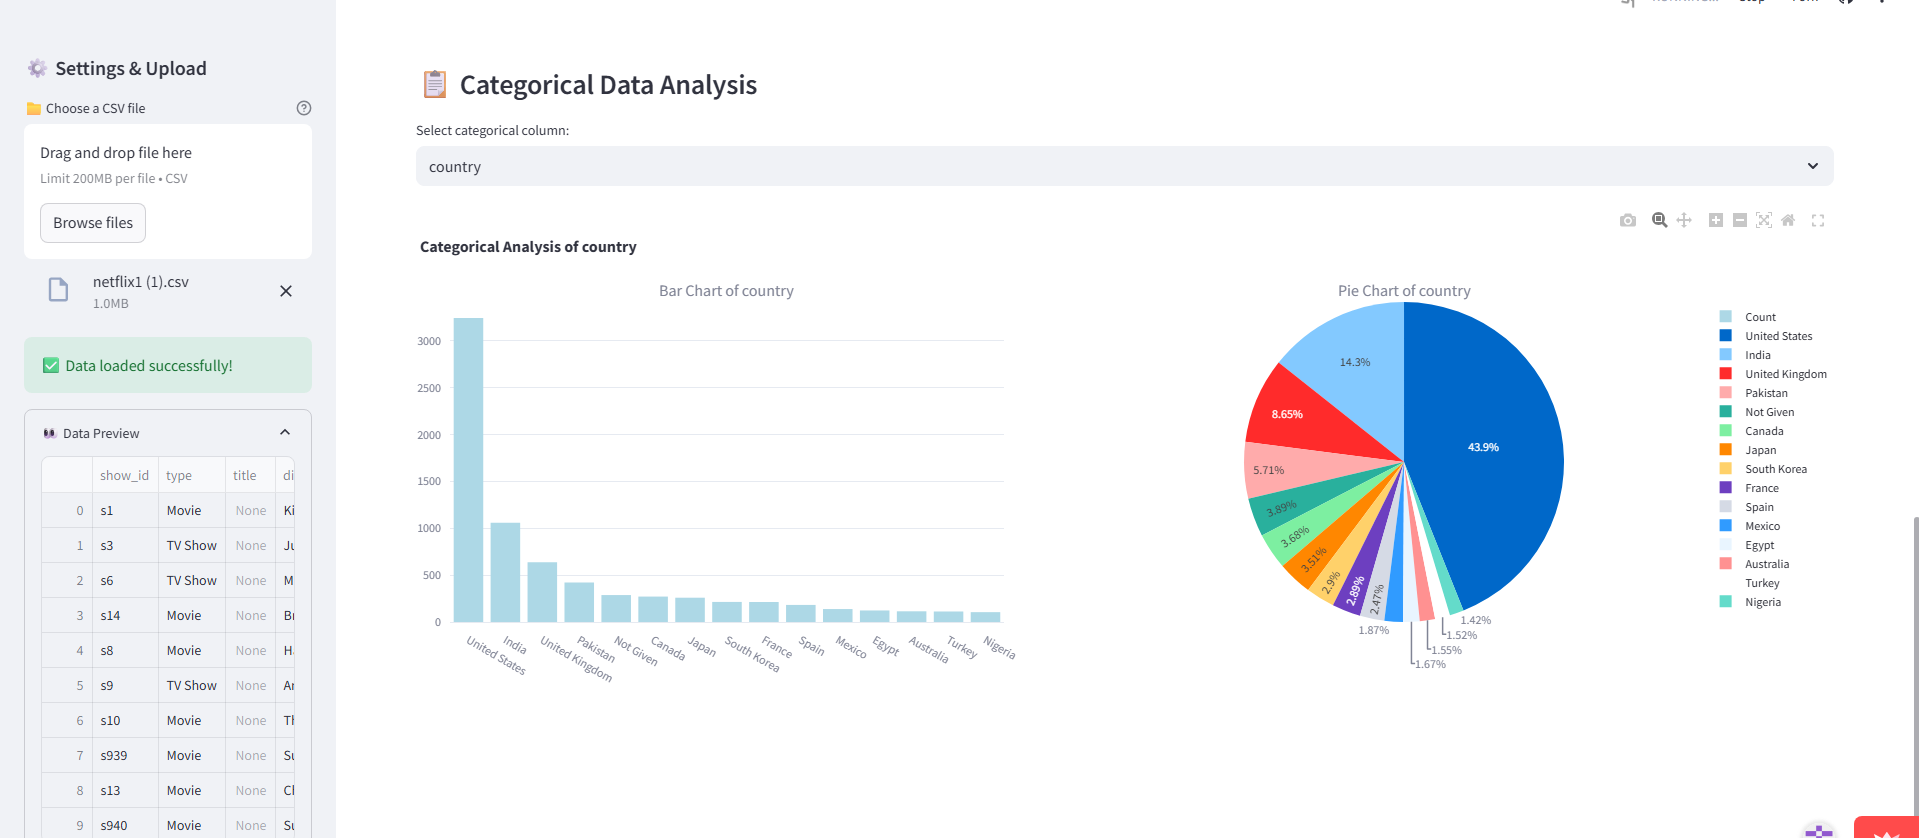 Settings & Upload
Choose a CSV file
Drag and drop file here
Limit 200MB per file • CSV
Browse files
netflix1 (1).csv
1.0MB
Data loaded successfully!
Data Preview
show_id type title di
0 s1 Movie None Ki
1 s3 TV Show None Ju
2 s6 TV Show None M
3 s14 Movie None Br
4 s8 Movie None H
5 s9 TV Show None Ar
6 s10 Movie None Th
7 s939 Movie None Su
8 s13 Movie None Cl
9 s940 Movie None Su
Categorical Data Analysis
Select categorical column:
country
Categorical Analysis of country
Bar Chart of country
3000
2500
2000
1500
1000
500
0
United States
India
United Kingdom
Pakistan
Not Given
Canada
Japan
South Korea
France
Spain
Mexico
Egypt
Australia
Turkey
Nigeria
Pie Chart of country
43.9%
14.3%
8.65%
5.71%
3.89%
3.68%
3.51%
2.9%
2.89%
2.47%
1.87%
1.67%
1.55%
1.52%
1.42%
Count
United States
India
United Kingdom
Pakistan
Not Given
Canada
Japan
South Korea
France
Spain
Mexico
Egypt
Australia
Turkey
Nigeria